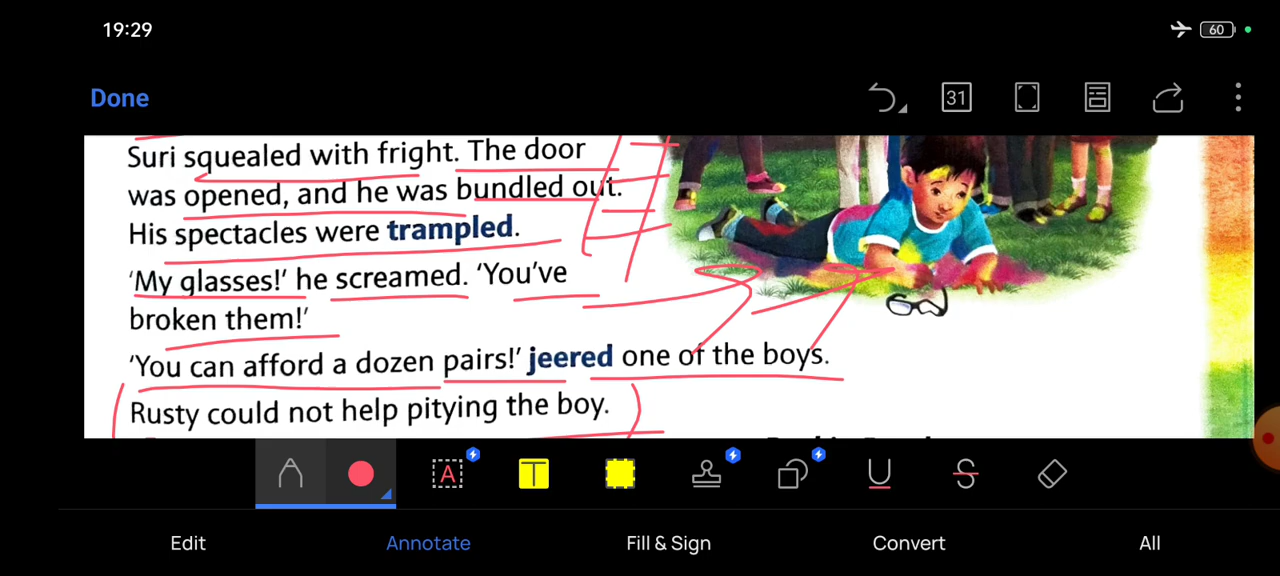 19:29
60
Done
31
Suri squealed with fright. The door
was opened, and he was bundled out.
His spectacles were trampled.
‘My glasses!’ he screamed. ‘You’ve
broken them!’
‘You can afford a dozen pairs!’ jeered one of the boys.
Rusty could not help pitying the boy.
A
T
U
S
Edit
Annotate
Fill & Sign
Convert
All